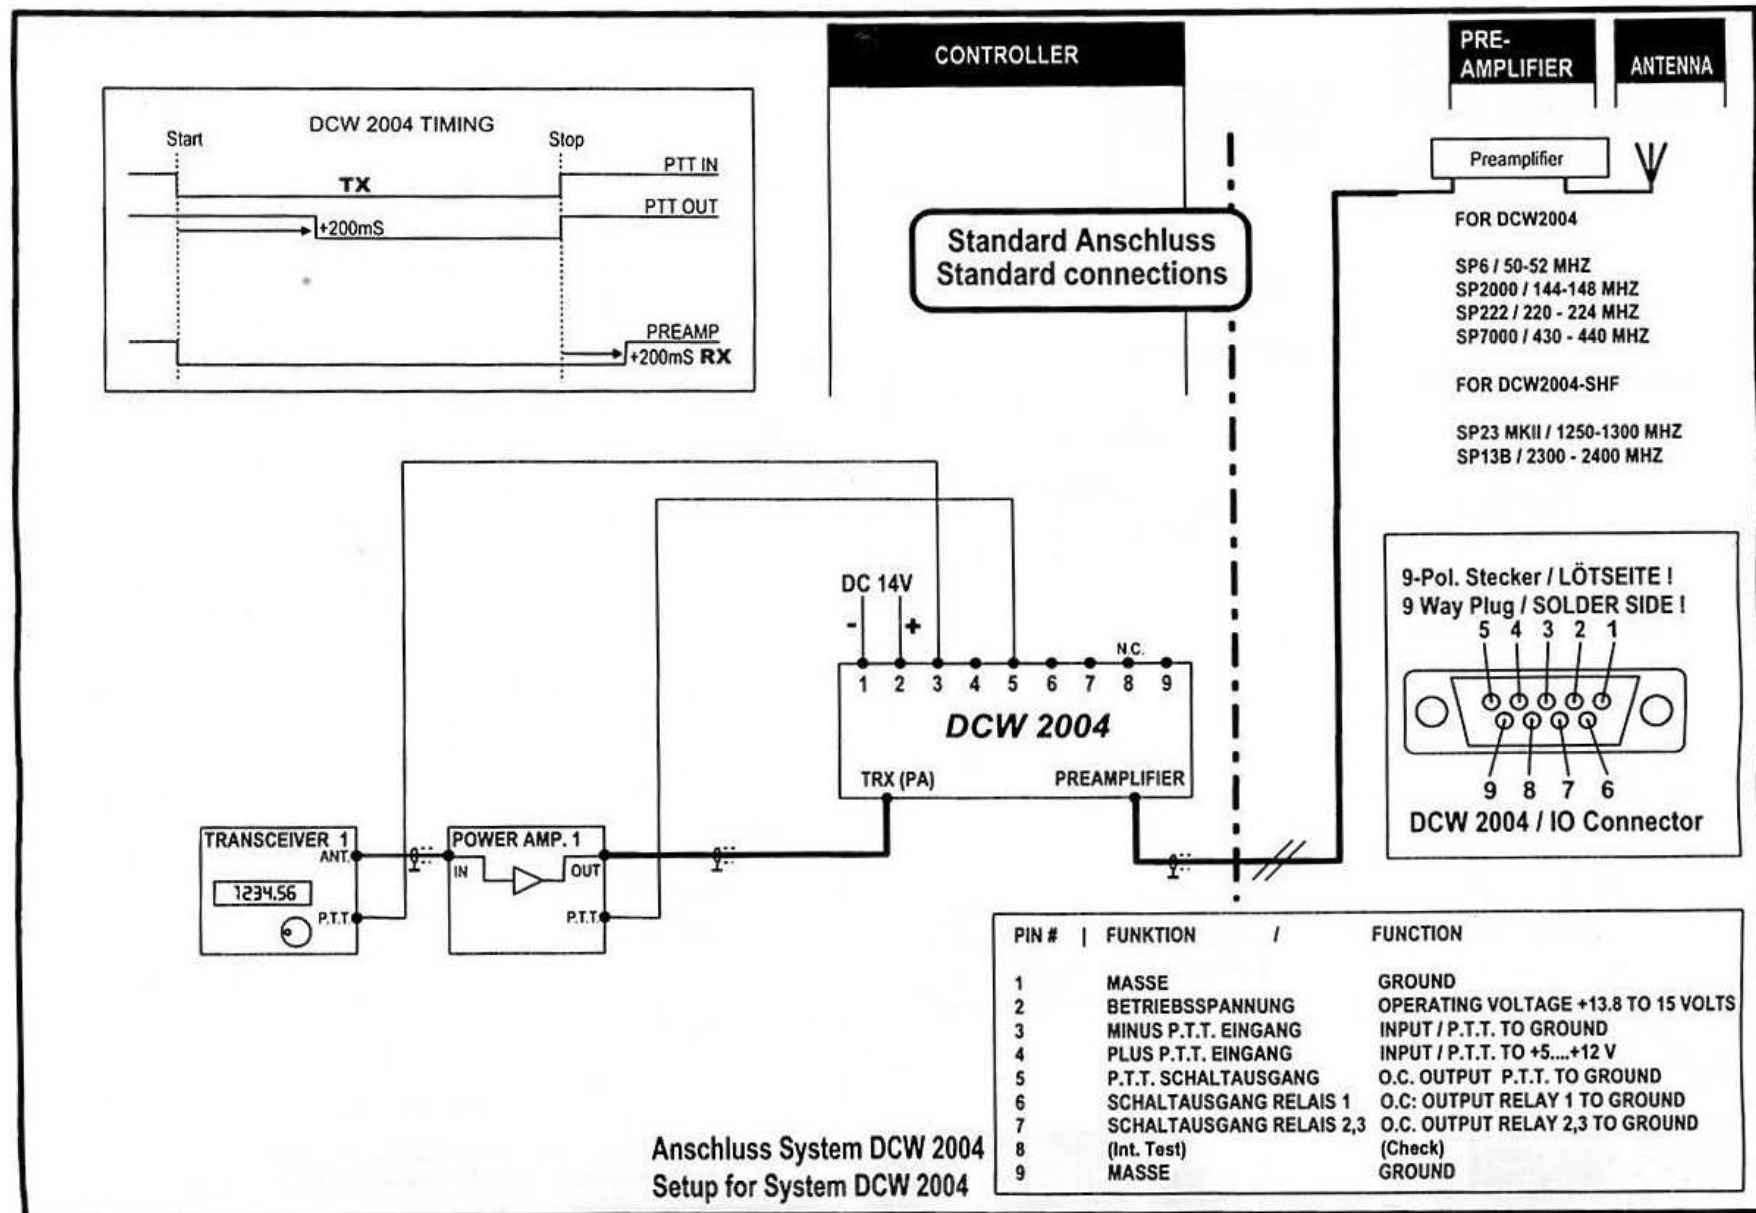 CONTROLLER
PRE-
AMPLIFIER
ANTENNA
DCW 2004 TIMING
Start
Stop
PTT IN
TX
PTT OUT
+200mS
PREAMP
+200mS RX
Standard Anschluss
Standard connections
Preamplifier
FOR DCW2004
SP6 / 50-52 MHZ
SP2000 / 144-148 MHZ
SP222 / 220 - 224 MHZ
SP7000 / 430 - 440 MHZ
FOR DCW2004-SHF
SP23 MKII / 1250-1300 MHZ
SP13B / 2300 - 2400 MHZ
DC 14V
- +
N.C.
1 2 3 4 5 6 7 8 9
DCW 2004
TRX (PA) PREAMPLIFIER
9-Pol. Stecker / LÖTSEITE !
9 Way Plug / SOLDER SIDE !
5 4 3 2 1
9 8 7 6
DCW 2004 / IO Connector
TRANSCEIVER 1
ANT.
1234.56
P.T.T.
POWER AMP. 1
IN OUT
P.T.T.
PIN # | FUNKTION / FUNCTION
1 MASSE GROUND
2 BETRIEBSSPANNUNG OPERATING VOLTAGE +13.8 TO 15 VOLTS
3 MINUS P.T.T. EINGANG INPUT / P.T.T. TO GROUND
4 PLUS P.T.T. EINGANG INPUT / P.T.T. TO +5....+12 V
5 P.T.T. SCHALTAUSGANG O.C. OUTPUT P.T.T. TO GROUND
6 SCHALTAUSGANG RELAIS 1 O.C: OUTPUT RELAY 1 TO GROUND
7 SCHALTAUSGANG RELAIS 2,3 O.C. OUTPUT RELAY 2,3 TO GROUND
8 (Int. Test) (Check)
9 MASSE GROUND
Anschluss System DCW 2004
Setup for System DCW 2004